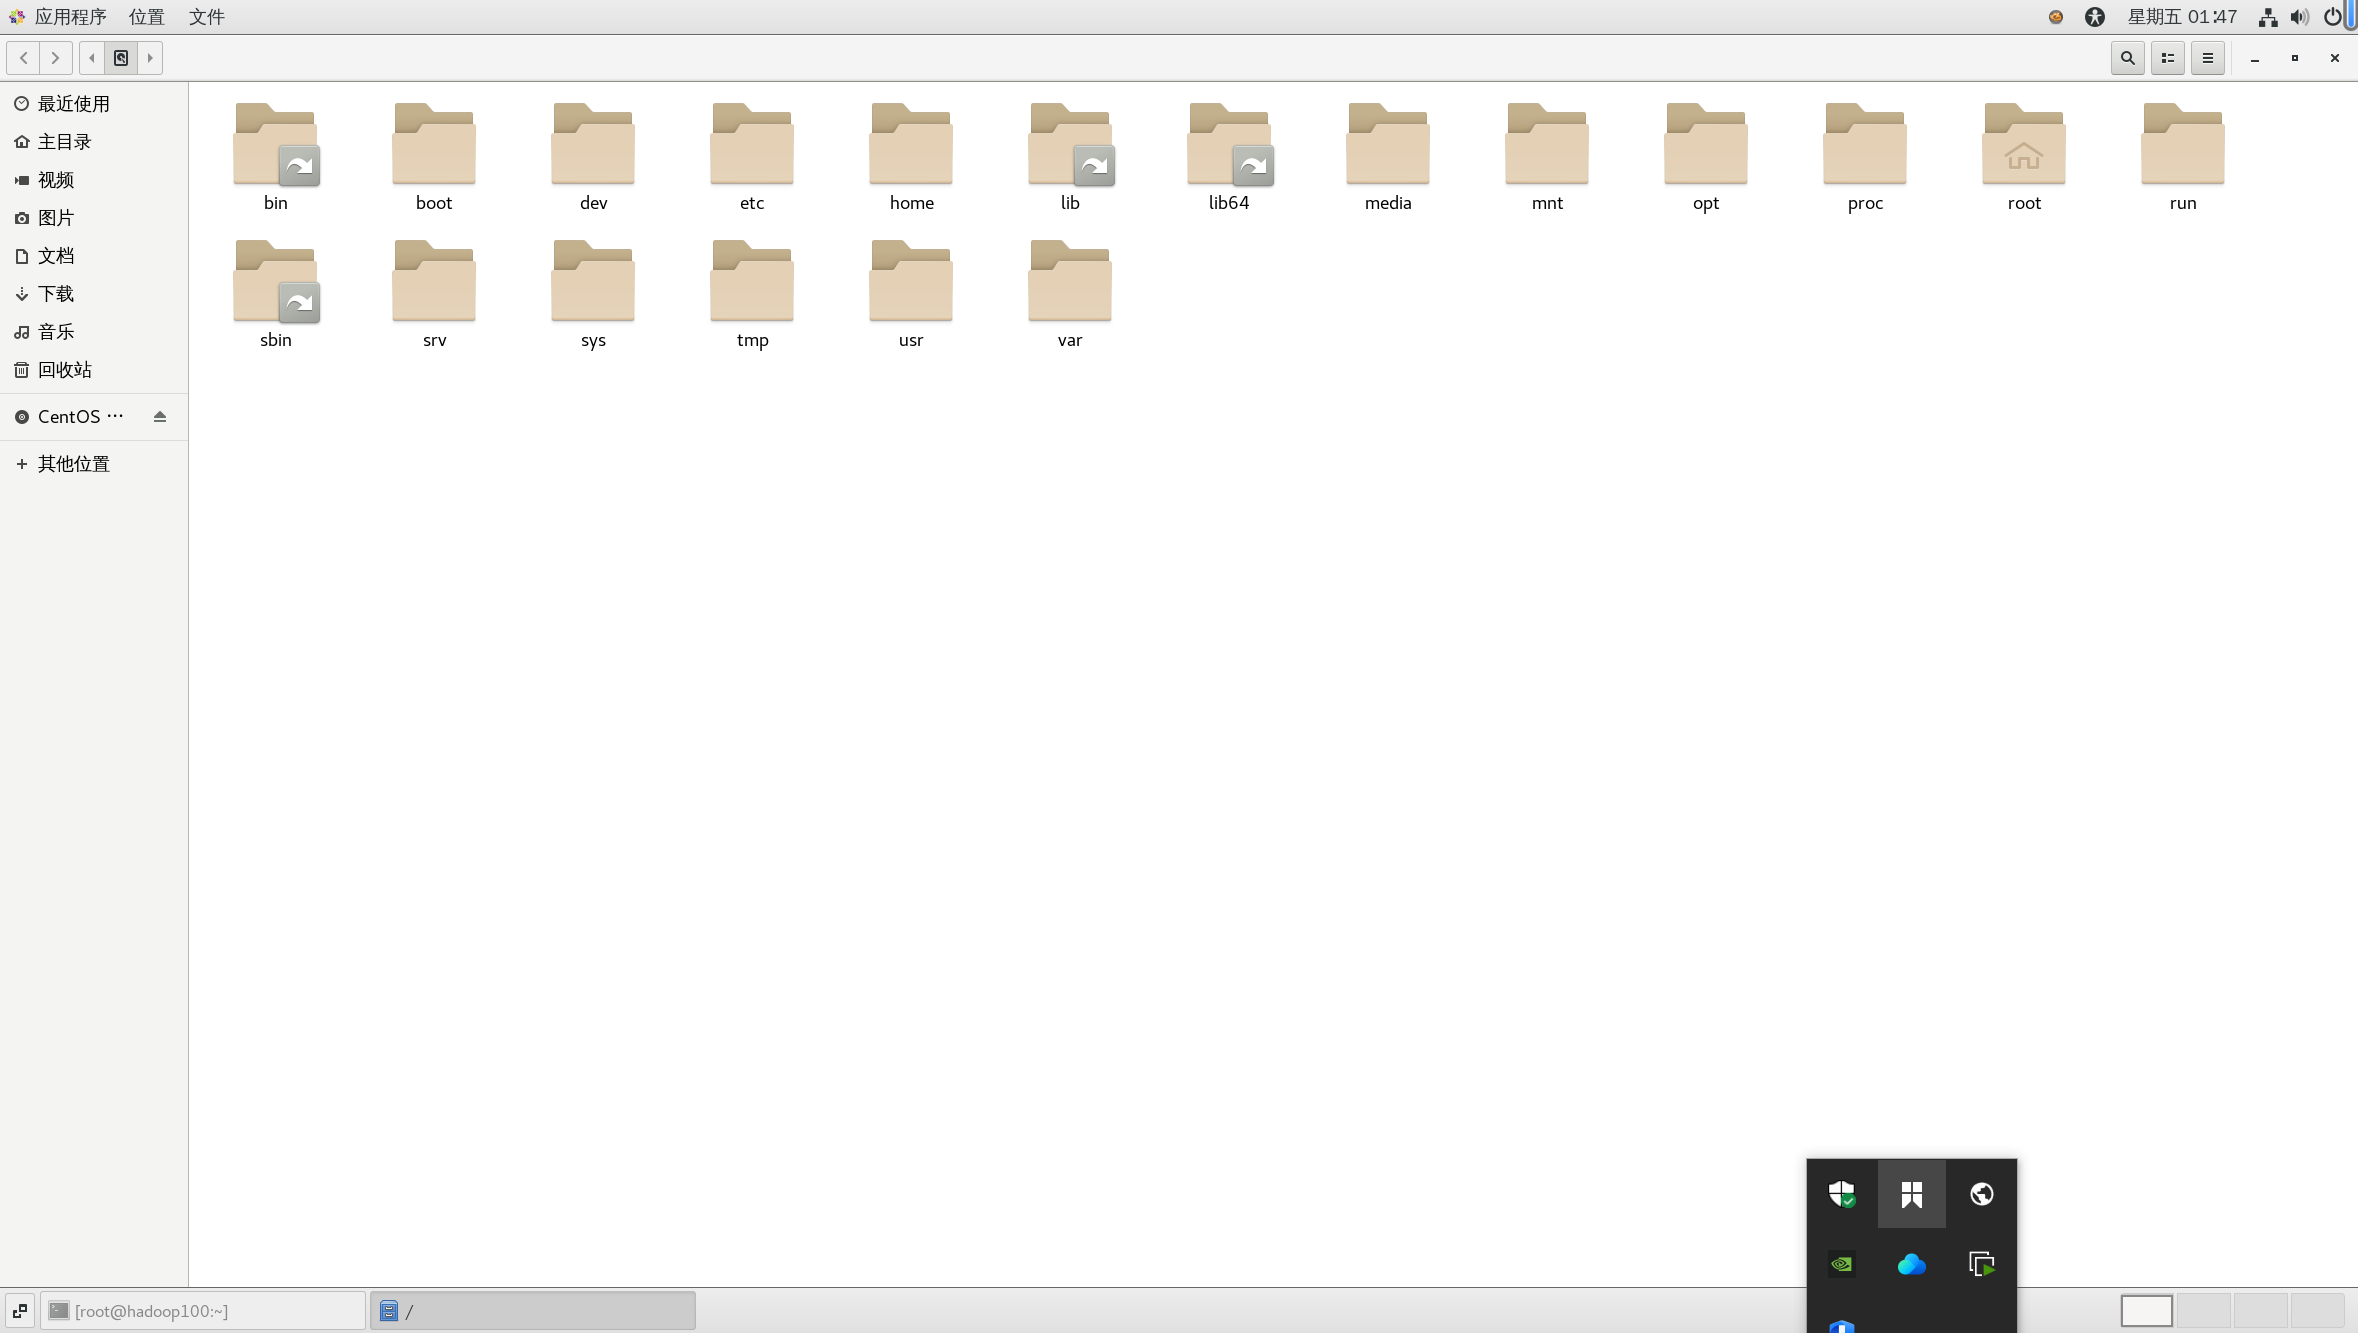 应用程序 位置 文件 星期五 01:47
最近使用
主目录
视频
图片
文档
下载
音乐
回收站
CentOS ···
其他位置
bin boot dev etc home lib lib64 media mnt opt proc root run
sbin srv sys tmp usr var
[root@hadoop100:~] /